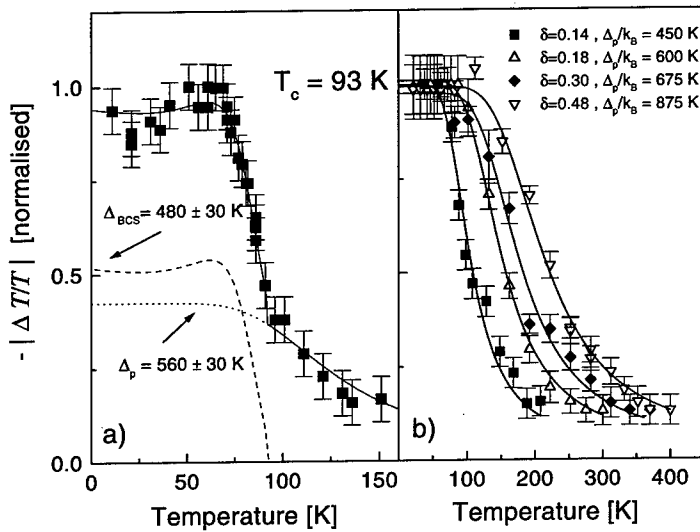 - | Δ T/T | [normalised]
1.0
0.5
0.0
T_c = 93 K
Δ_BCS = 480 ± 30 K
Δ_p = 560 ± 30 K
a)
0 50 100 150
Temperature [K]
δ=0.14 , Δ_p/k_B = 450 K
δ=0.18 , Δ_p/k_B = 600 K
δ=0.30 , Δ_p/k_B = 675 K
δ=0.48 , Δ_p/k_B = 875 K
b)
100 200 300 400
Temperature [K]